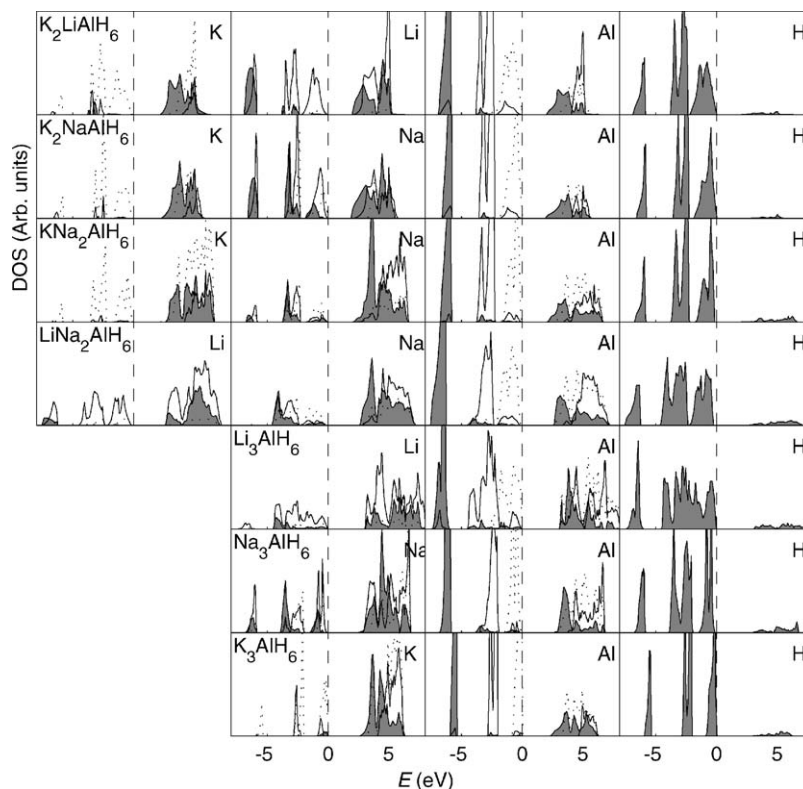 DOS (Arb. units)
K₂LiAlH₆ K Li Al H
K₂NaAlH₆ K Na Al H
KNa₂AlH₆ K Na Al H
LiNa₂AlH₆ Li Na Al H
Li₃AlH₆ Li Al H
Na₃AlH₆ Na Al H
K₃AlH₆ K Al H
-5 0 5 -5 0 5 -5 0 5
E (eV)